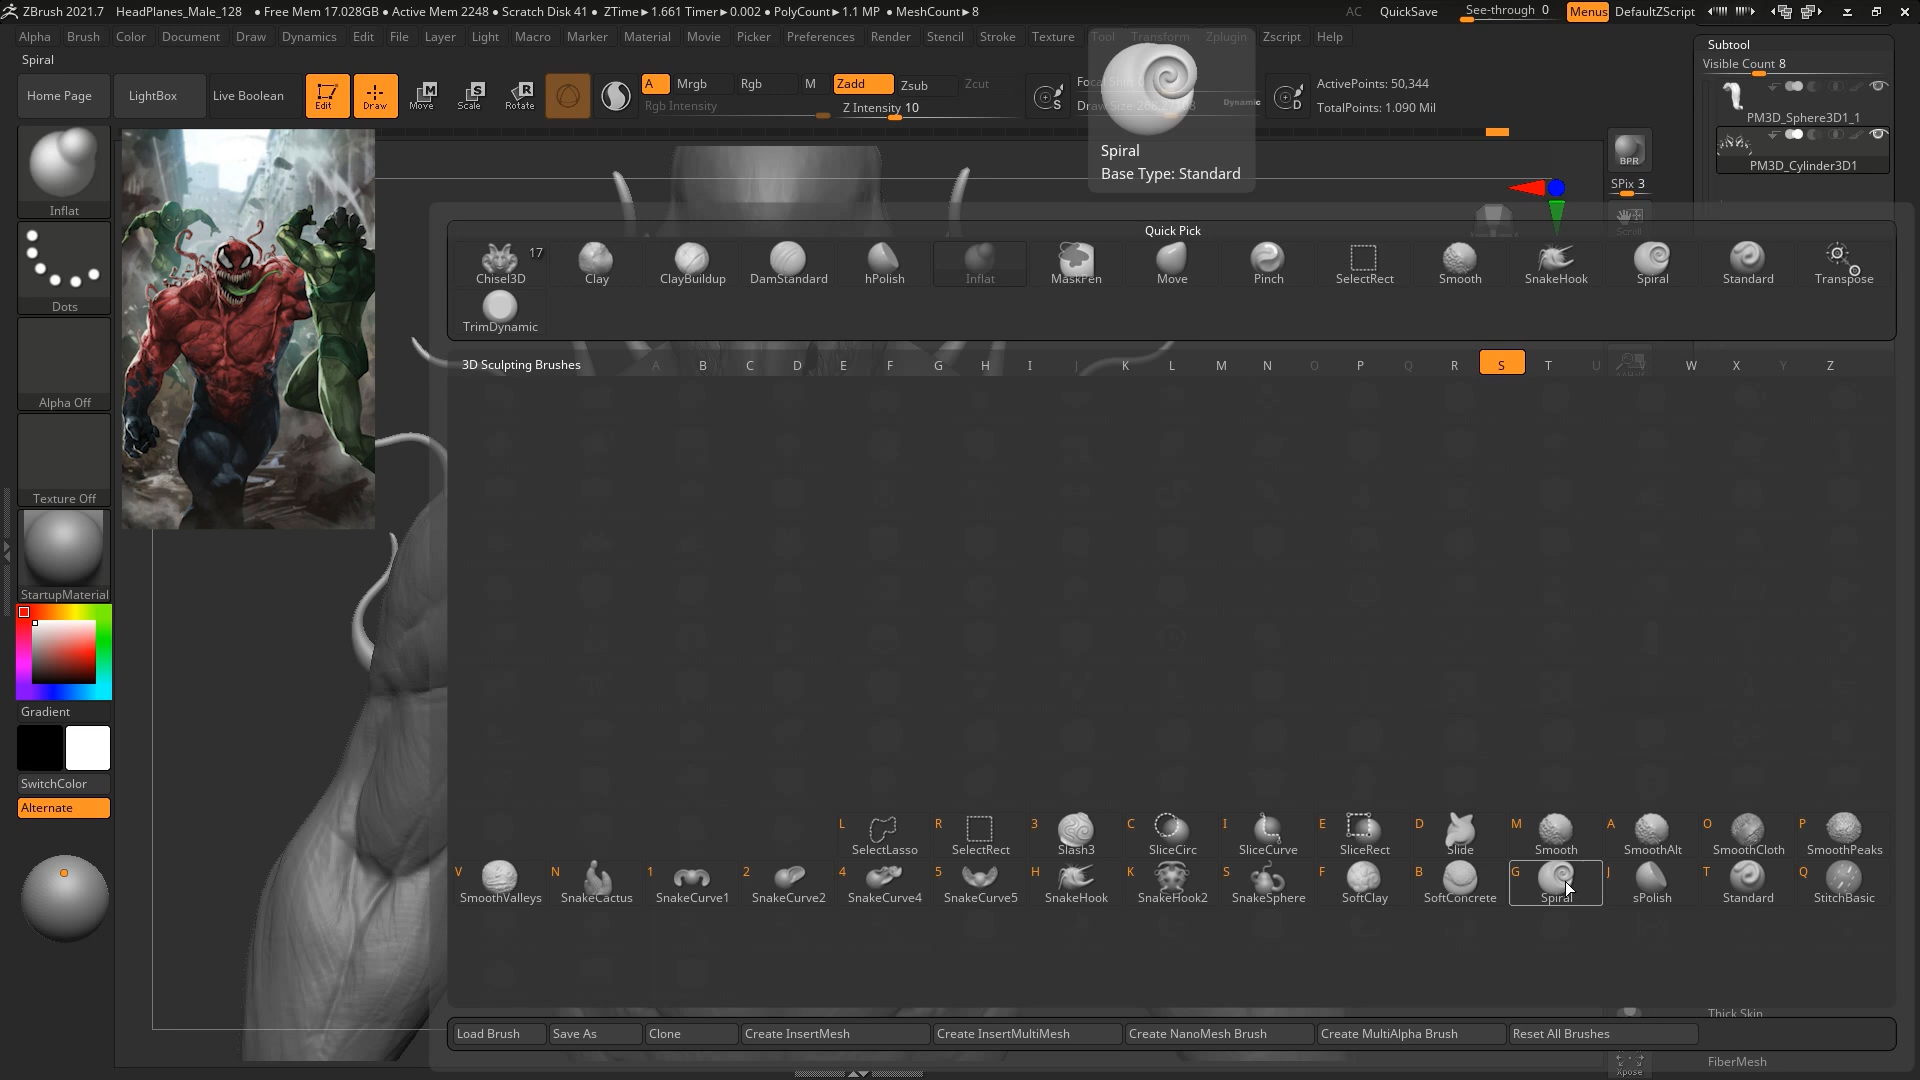 ZBrush 2021.7 HeadPlanes_Male_128 • Free Mem 17.028GB • Active Mem 2248 • Scratch Disk 41 • ZTime►1.661 Timer►0.002 • PolyCount►1.1 MP • MeshCount►8 AC QuickSave See-through 0 Menus DefaultZScript
Alpha Brush Color Document Draw Dynamics Edit File Layer Light Macro Marker Material Movie Picker Preferences Render Stencil Stroke Texture Tool Transform Zplugin Zscript Help
Subtool
Spiral
Visible Count 8
Home Page LightBox Live Boolean Edit Draw Move Scale Rotate
A Mrgb Rgb M Zadd Zsub Zcut
Rgb Intensity Z Intensity 10
S Dynamic D
ActivePoints: 50,344
TotalPoints: 1.090 Mil
PM3D_Sphere3D1_1
PM3D_Cylinder3D1
Spiral
Base Type: Standard
BPR
SPix 3
Scroll
Inflat
Dots
Alpha Off
Texture Off
StartupMaterial
Gradient
SwitchColor
Alternate
Quick Pick
17
Chisel3D Clay ClayBuildup DamStandard hPolish Inflat MaskPen Move Pinch SelectRect Smooth SnakeHook Spiral Standard Transpose
TrimDynamic
3D Sculpting Brushes A B C D E F G H I J K L M N O P Q R S T U V W X Y Z
L SelectLasso R SelectRect 3 Slash3 C SliceCirc I SliceCurve E SliceRect D Slide M Smooth A SmoothAlt O SmoothCloth P SmoothPeaks
V SmoothValleys N SnakeCactus 1 SnakeCurve1 2 SnakeCurve2 4 SnakeCurve4 5 SnakeCurve5 H SnakeHook K SnakeHook2 S SnakeSphere F SoftClay B SoftConcrete G Spiral J sPolish T Standard Q StitchBasic
Thick Skin
Load Brush Save As Clone Create InsertMesh Create InsertMultiMesh Create NanoMesh Brush Create MultiAlpha Brush Reset All Brushes
FiberMesh
Xpose